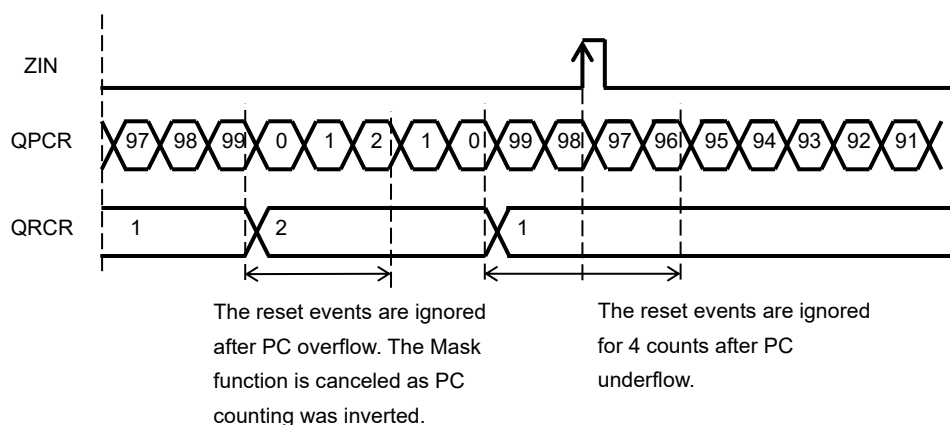 ZIN
QPCR 97 98 99 0 1 2 1 0 99 98 97 96 95 94 93 92 91
QRCR 1 2 1
The reset events are ignored
after PC overflow. The Mask
function is canceled as PC
counting was inverted.
The reset events are ignored
for 4 counts after PC
underflow.